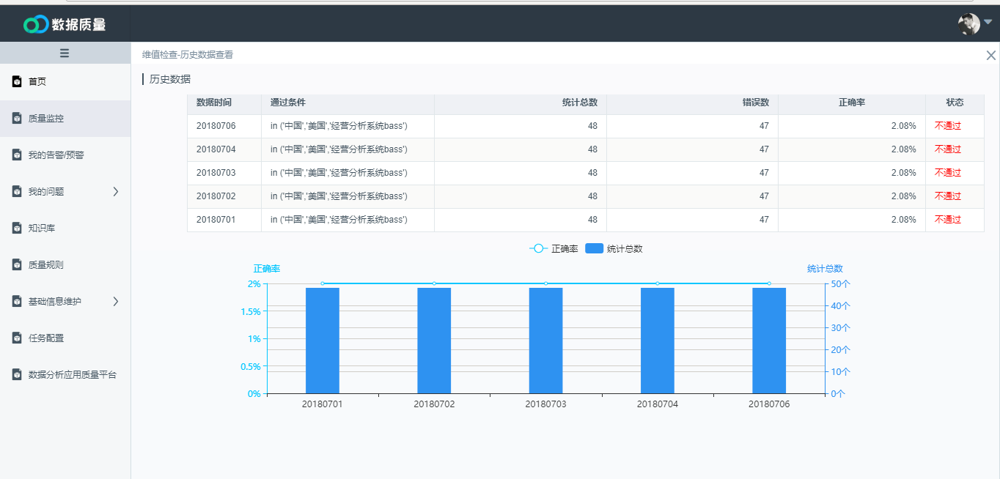 数据质量
维值检查-历史数据查看
首页
质量监控
我的告警/预警
我的问题
知识库
质量规则
基础信息维护
任务配置
数据分析应用质量平台
历史数据
数据时间 通过条件 统计总数 错误数 正确率 状态
20180706 in ('中国','美国','经营分析系统bass') 48 47 2.08% 不通过
20180704 in ('中国','美国','经营分析系统bass') 48 47 2.08% 不通过
20180703 in ('中国','美国','经营分析系统bass') 48 47 2.08% 不通过
20180702 in ('中国','美国','经营分析系统bass') 48 47 2.08% 不通过
20180701 in ('中国','美国','经营分析系统bass') 48 47 2.08% 不通过
正确率 统计总数
正确率 统计总数
2% 50个
1.5% 40个
1% 30个
0.5% 20个
0% 10个
0个
20180701 20180702 20180703 20180704 20180706